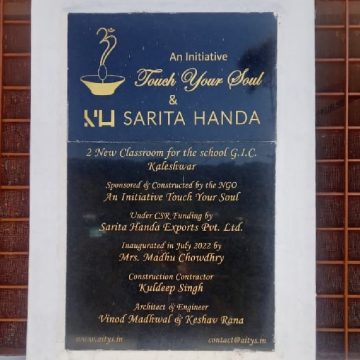 An Initiative
Touch Your Soul
&
SARITA HANDA
2 New Classroom for the school G.I.C.
Kaleshwar
Sponsored & Constructed by the NGO
An Initiative Touch Your Soul
Under CSR Funding by
Sarita Handa Exports Pvt. Ltd.
Inaugurated in July 2022 by
Mrs. Madhu Chowdhry
Construction Contractor
Kuldeep Singh
Architect & Engineer
Vinod Madhwal & Keshav Rana
www.aitys.in contact@aitys.in